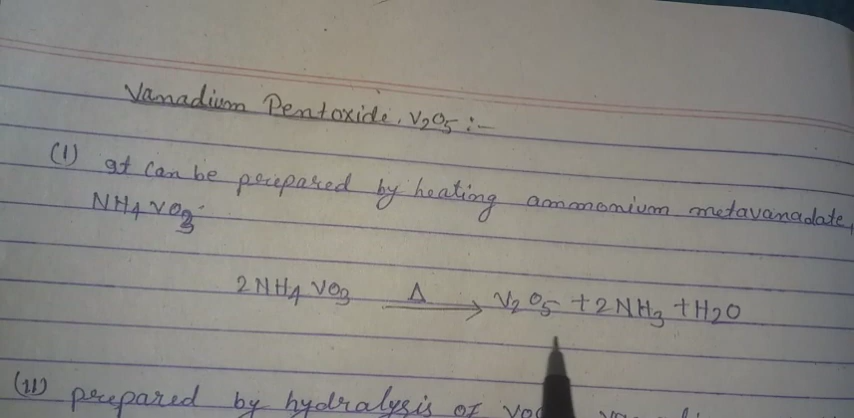 Vanadium Pentoxide, V₂O₅ :-
(I) It can be prepared by heating ammonium metavanadate,
NH₄VO₃.
2NH₄VO₃ Δ→ V₂O₅ + 2NH₃ + H₂O
(II) prepared by hydralysis of